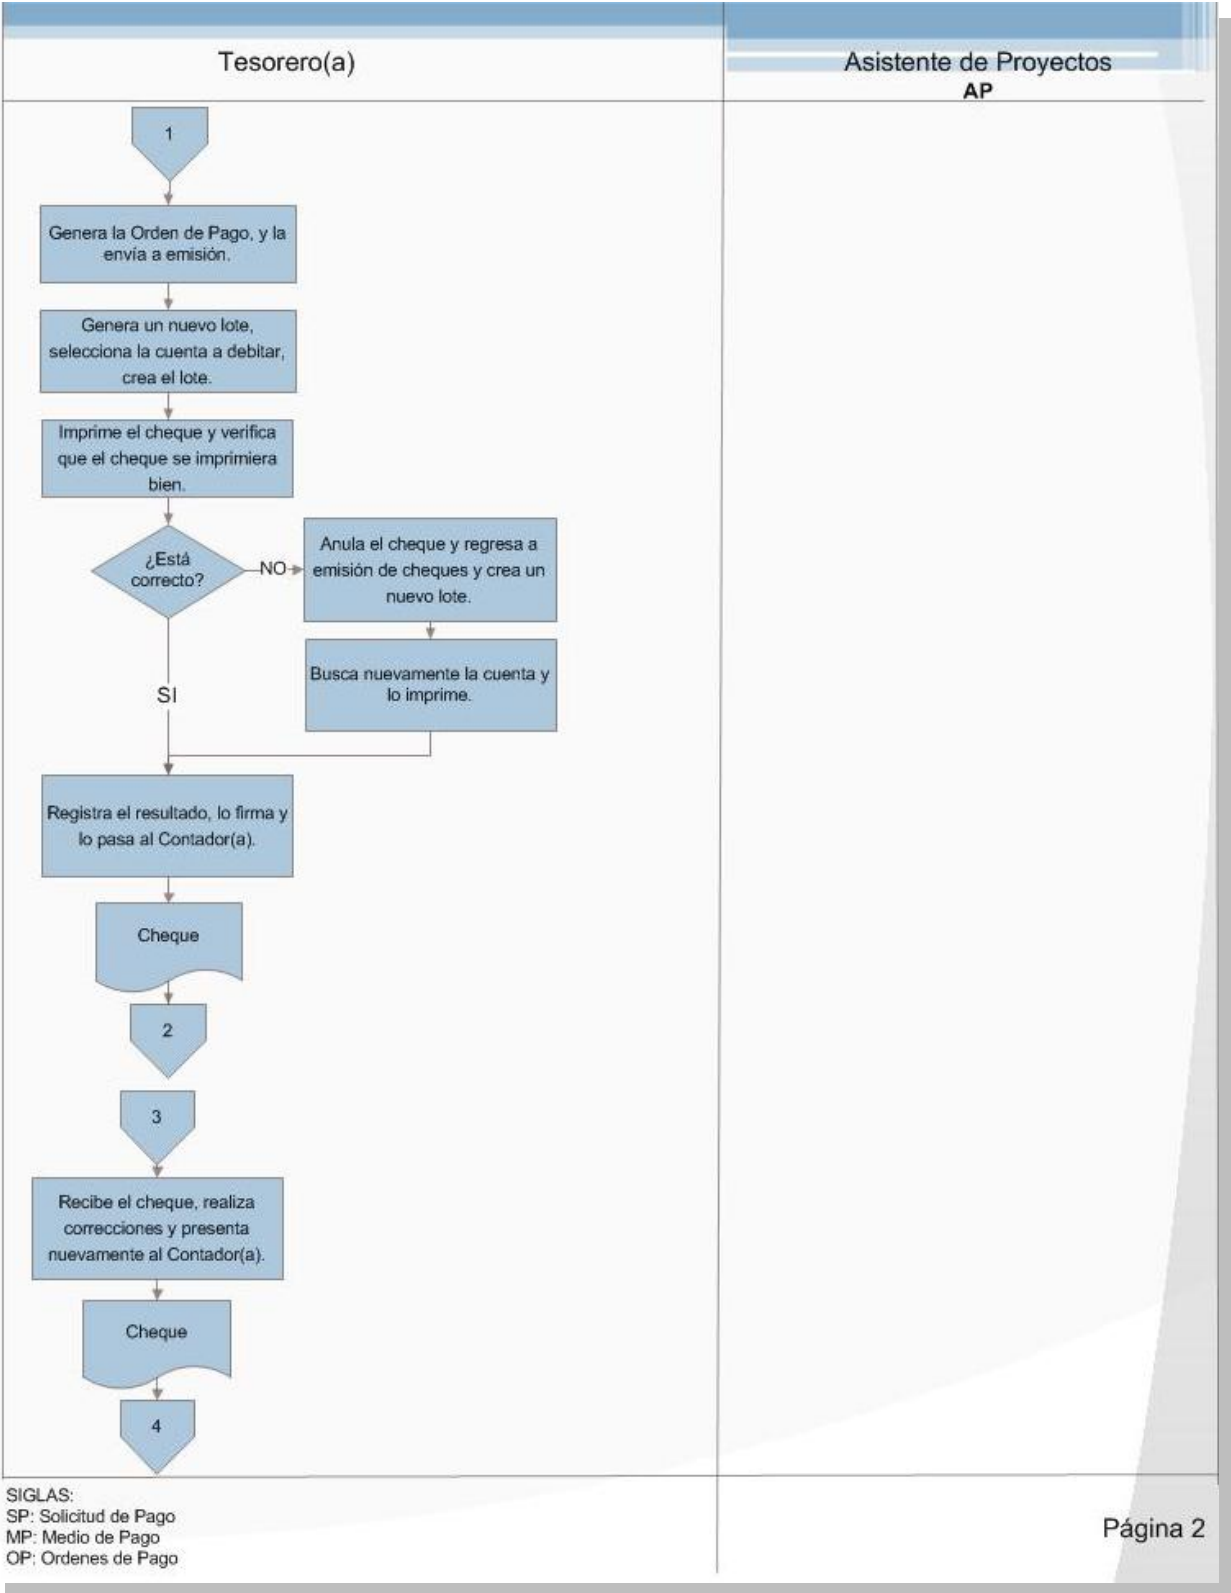 Tesorero(a)
Asistente de Proyectos
AP
1
Genera la Orden de Pago, y la
envía a emisión.
Genera un nuevo lote,
selecciona la cuenta a debitar,
crea el lote.
Imprime el cheque y verifica
que el cheque se imprimiera
bien.
¿Está
correcto?
NO
Anula el cheque y regresa a
emisión de cheques y crea un
nuevo lote.
Busca nuevamente la cuenta y
lo imprime.
SI
Registra el resultado, lo firma y
lo pasa al Contador(a).
Cheque
2
3
Recibe el cheque, realiza
correcciones y presenta
nuevamente al Contador(a).
Cheque
4
SIGLAS:
SP: Solicitud de Pago
MP: Medio de Pago
OP: Ordenes de Pago
Página 2